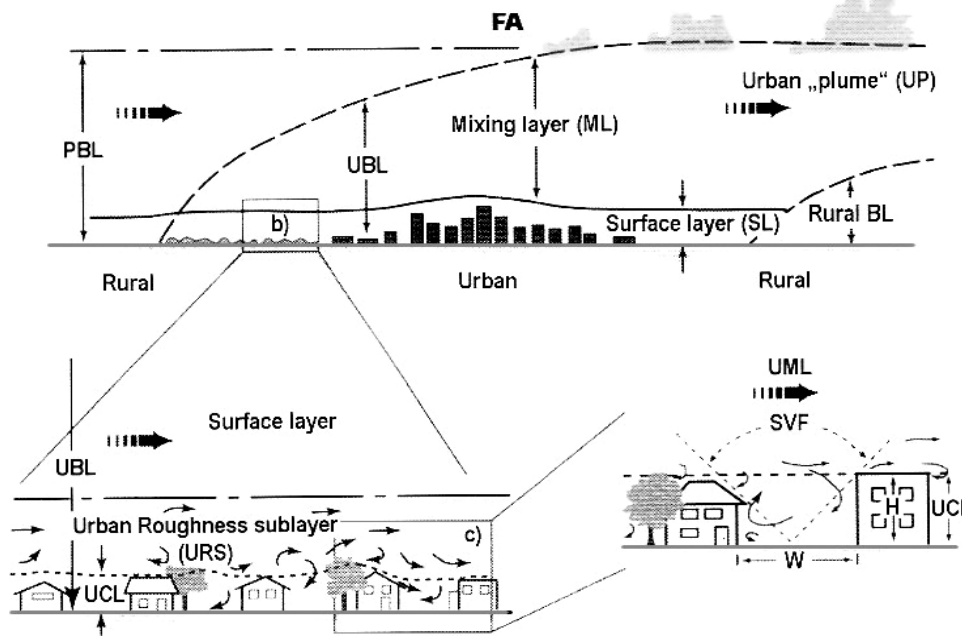 FA
Urban „plume“ (UP)
Mixing layer (ML)
PBL
UBL
b)
Surface layer (SL)
Rural BL
Rural
Urban
Rural
UML
SVF
Surface layer
UBL
Urban Roughness sublayer
(URS)
c)
UCL
H
UCL
W